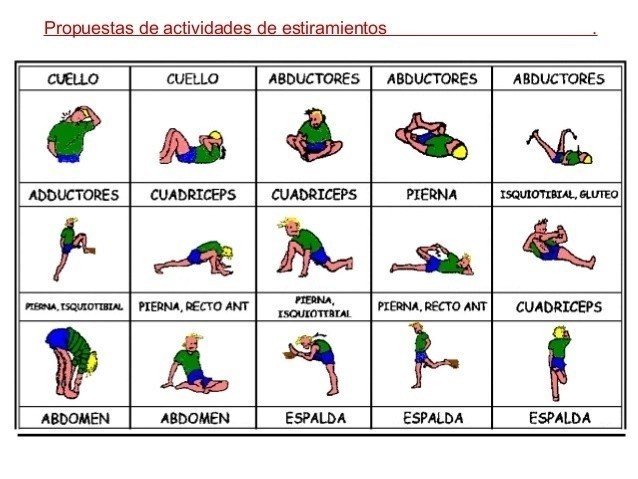 Propuestas de actividades de estiramientos .
CUELLO CUELLO ABDUCTORES ABDUCTORES ABDUCTORES
ADDUCTORES CUADRICEPS CUADRICEPS PIERNA ISQUIOTIBIAL, GLUTEO
PIERNA, ISQUIOTIBIAL PIERNA, RECTO ANT PIERNA, ISQUIOTIBIAL PIERNA, RECTO ANT CUADRICEPS
ABDOMEN ABDOMEN ESPALDA ESPALDA ESPALDA